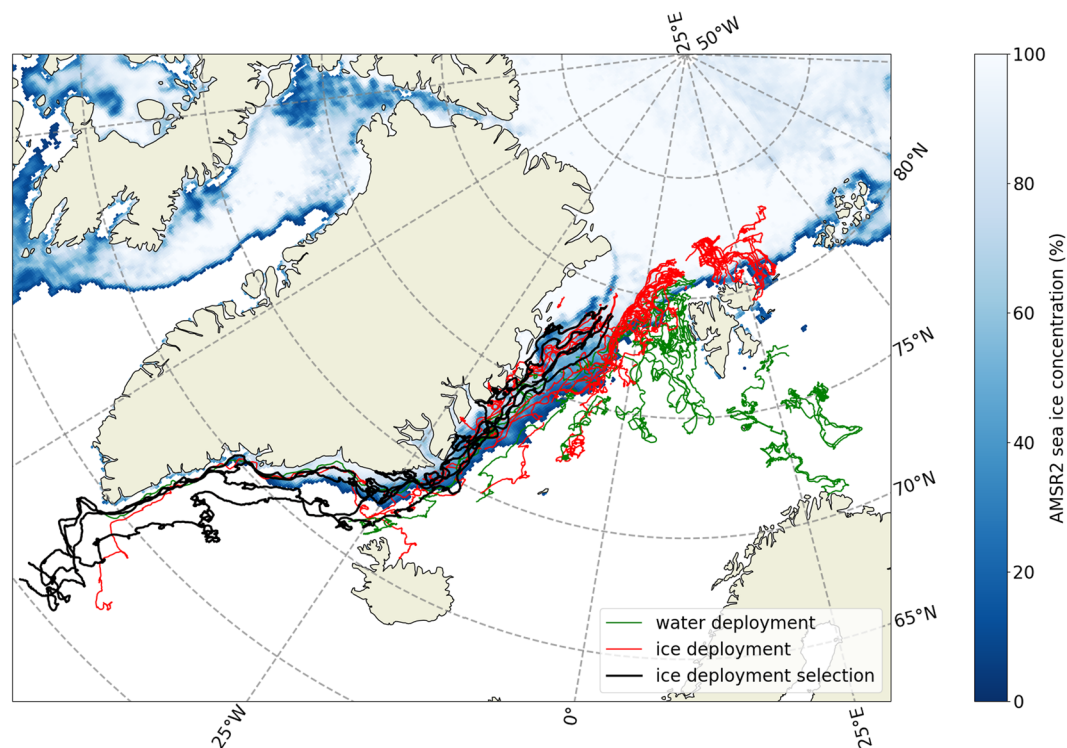 25°E
50°W
80°N
75°N
70°N
65°N
25°W
0°
25°E
water deployment
ice deployment
ice deployment selection
100
80
60
40
20
0
AMSR2 sea ice concentration (%)